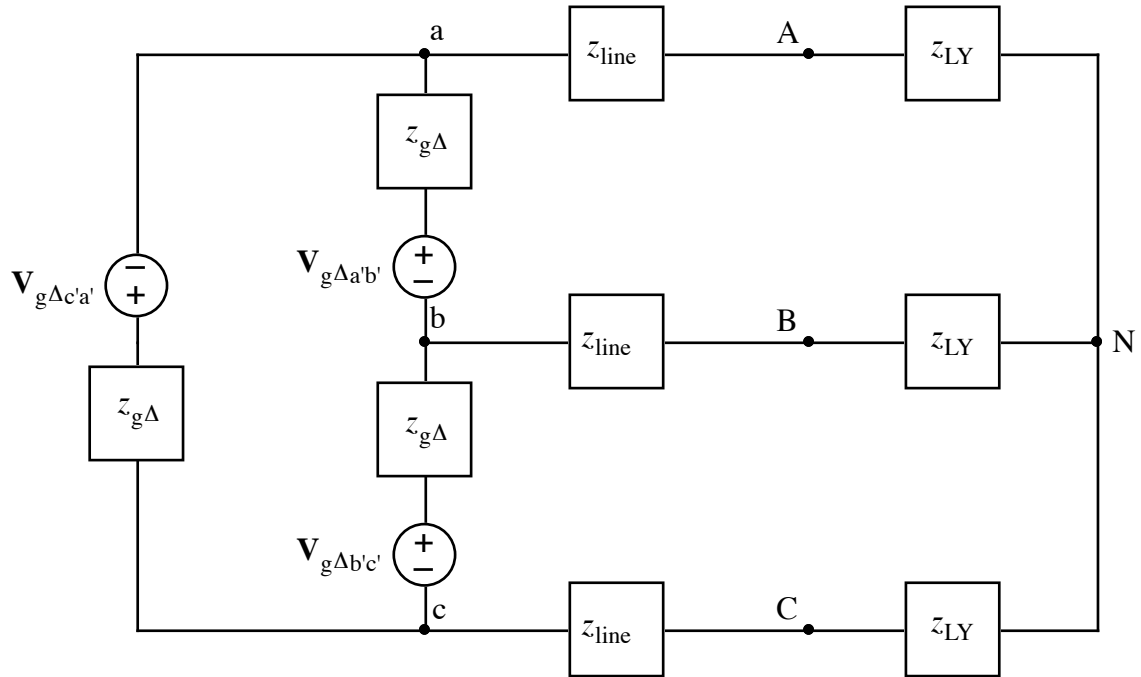 a
z_line
A
z_LY
z_gΔ
V_gΔc'a'
−
+
V_gΔa'b'
+
−
b
z_line
B
z_LY
N
z_gΔ
z_gΔ
V_gΔb'c'
+
−
c
z_line
C
z_LY